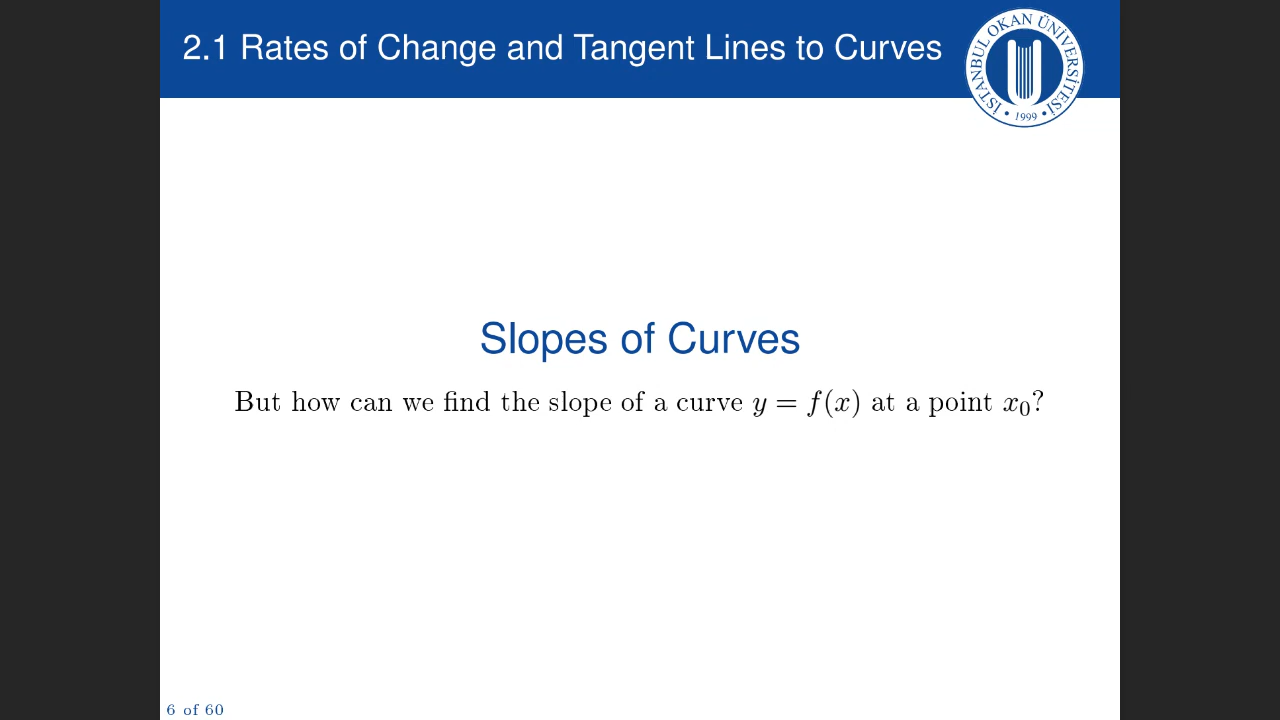 2.1 Rates of Change and Tangent Lines to Curves
İSTANBUL OKAN ÜNİVERSİTESİ
• 1999 •
Slopes of Curves
But how can we find the slope of a curve y = f(x) at a point x₀?
6 of 60